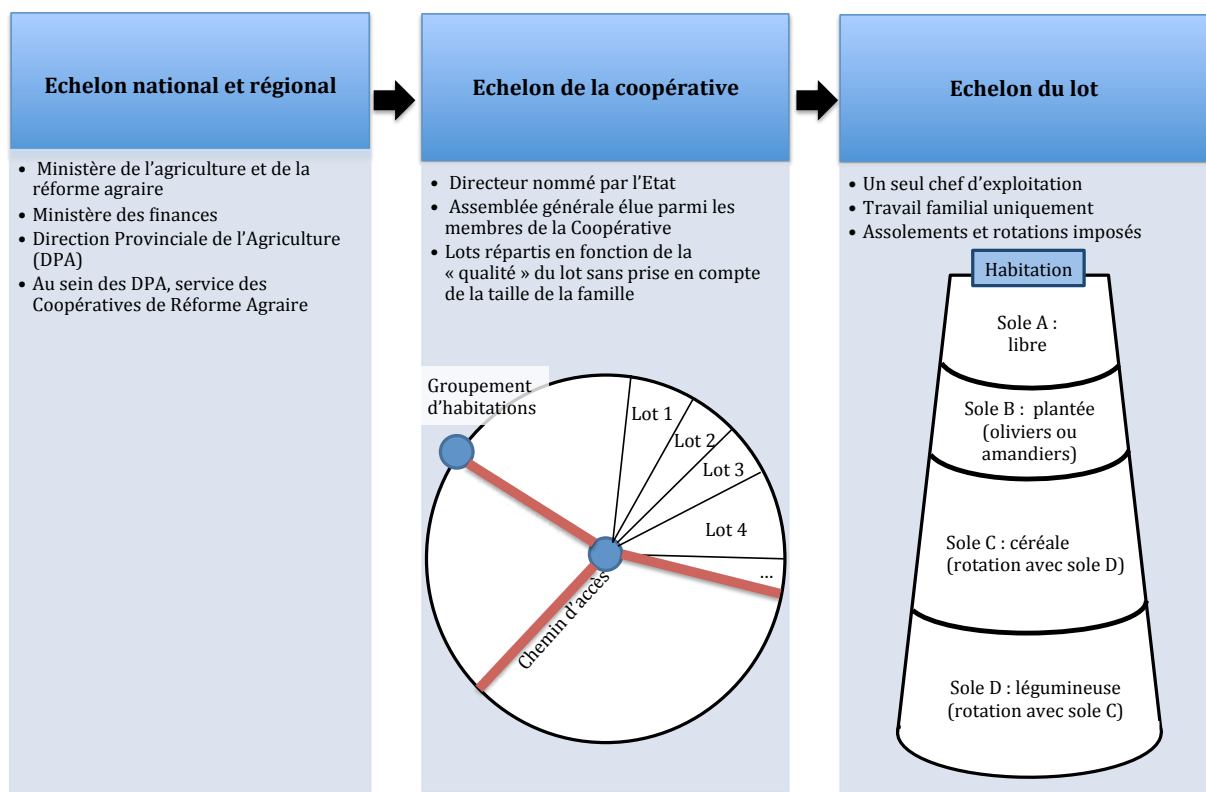 Echelon national et régional
• Ministère de l'agriculture et de la
réforme agraire
• Ministère des finances
• Direction Provinciale de l'Agriculture
(DPA)
• Au sein des DPA, service des
Coopératives de Réforme Agraire
Echelon de la coopérative
• Directeur nommé par l'Etat
• Assemblée générale élue parmi les
membres de la Coopérative
• Lots répartis en fonction de la
« qualité » du lot sans prise en compte
de la taille de la famille
Groupement
d'habitations
Lot 1
Lot 2
Lot 3
Lot 4
...
Chemin d'accès
Echelon du lot
• Un seul chef d'exploitation
• Travail familial uniquement
• Assolements et rotations imposés
Habitation
Sole A :
libre
Sole B : plantée
(oliviers ou
amandiers)
Sole C : céréale
(rotation avec sole D)
Sole D : légumineuse
(rotation avec sole C)